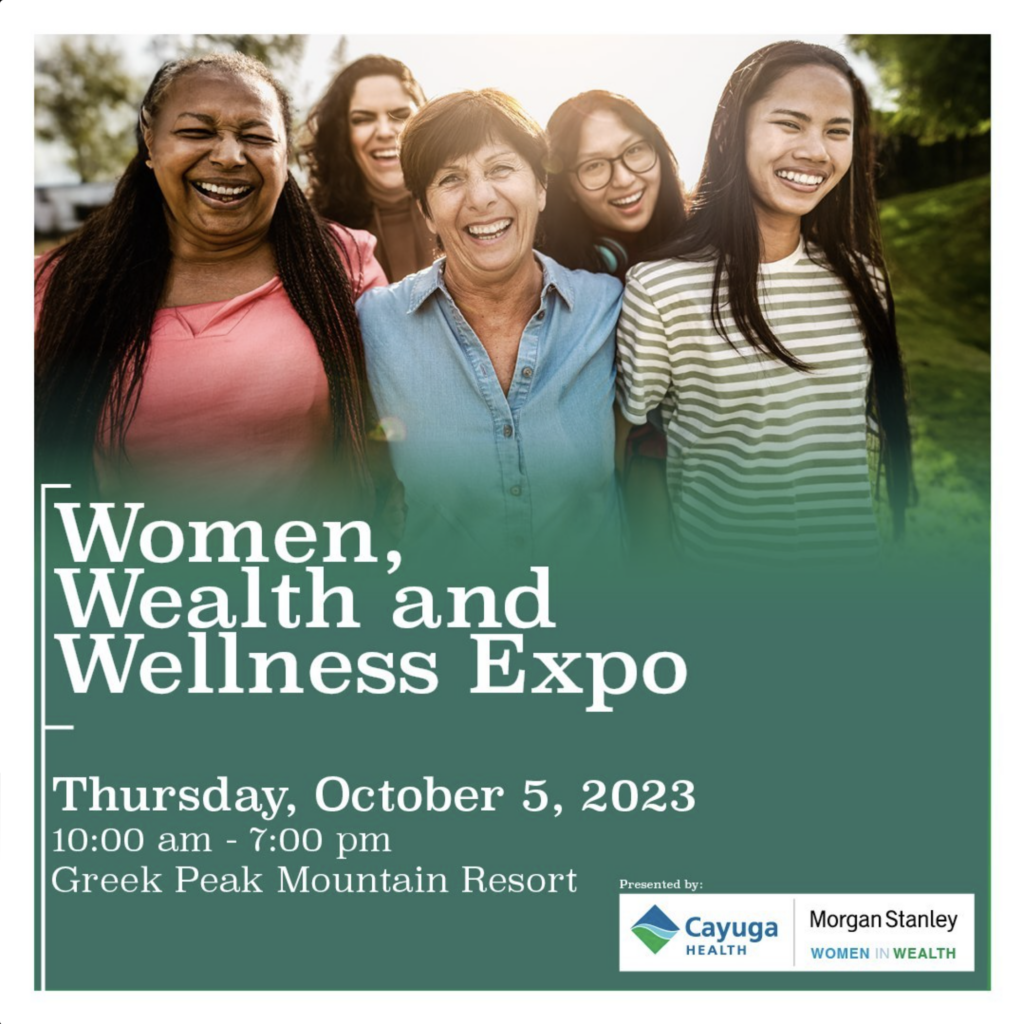 Women,
Wealth and
Wellness Expo
Thursday, October 5, 2023
10:00 am - 7:00 pm
Greek Peak Mountain Resort
Presented by:
Cayuga
HEALTH
Morgan Stanley
WOMEN IN WEALTH